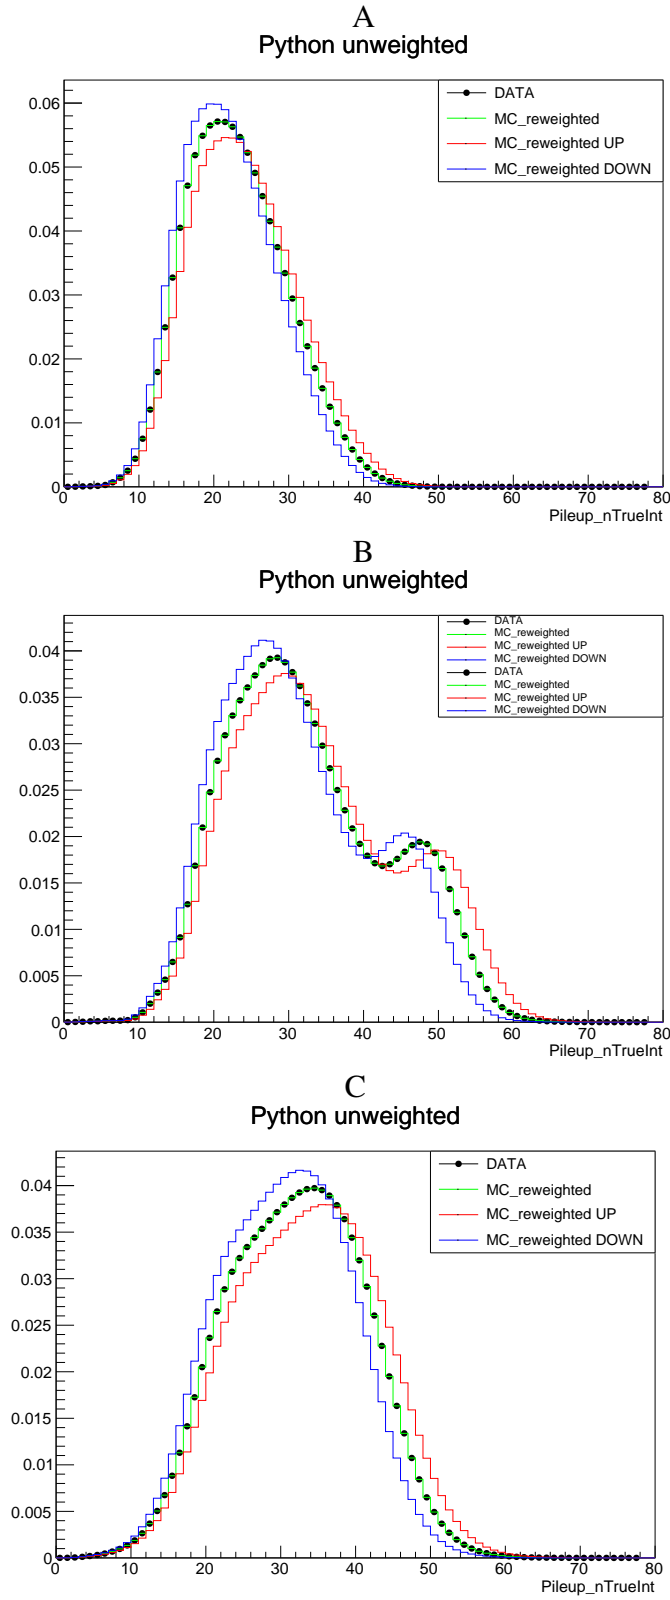 A
Python unweighted
DATA
MC_reweighted
MC_reweighted UP
MC_reweighted DOWN
0.06
0.05
0.04
0.03
0.02
0.01
0
0 10 20 30 40 50 60 70 80
Pileup_nTrueInt
B
Python unweighted
DATA
MC_reweighted
MC_reweighted UP
MC_reweighted DOWN
DATA
MC_reweighted
MC_reweighted UP
MC_reweighted DOWN
0.04
0.035
0.03
0.025
0.02
0.015
0.01
0.005
0
0 10 20 30 40 50 60 70 80
Pileup_nTrueInt
C
Python unweighted
DATA
MC_reweighted
MC_reweighted UP
MC_reweighted DOWN
0.04
0.035
0.03
0.025
0.02
0.015
0.01
0.005
0
0 10 20 30 40 50 60 70 80
Pileup_nTrueInt